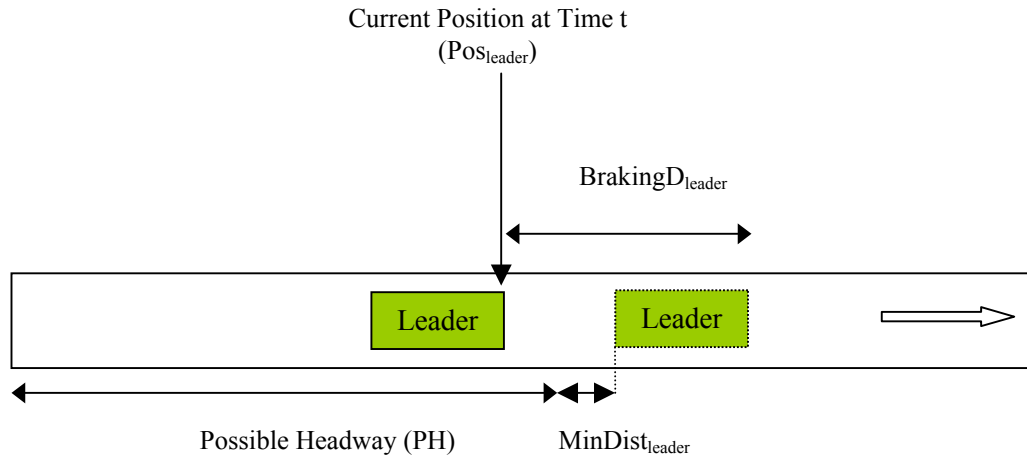 Current Position at Time t
(Posleader)
BrakingDleader
Leader
Leader
Possible Headway (PH)
MinDistleader